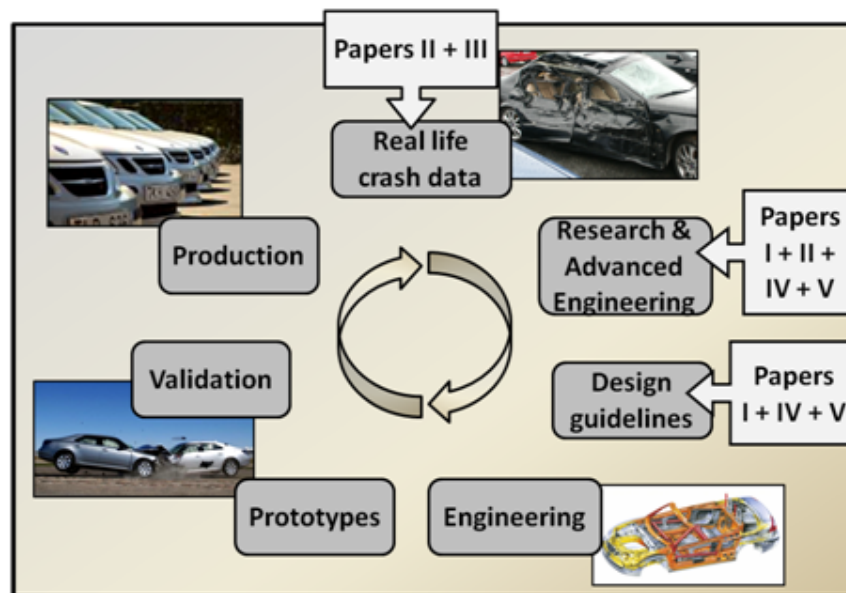 Papers II + III
Real life
crash data
Research &
Advanced
Engineering
Papers
I + II +
IV + V
Design
guidelines
Papers
I + IV + V
Engineering
Prototypes
Validation
Production